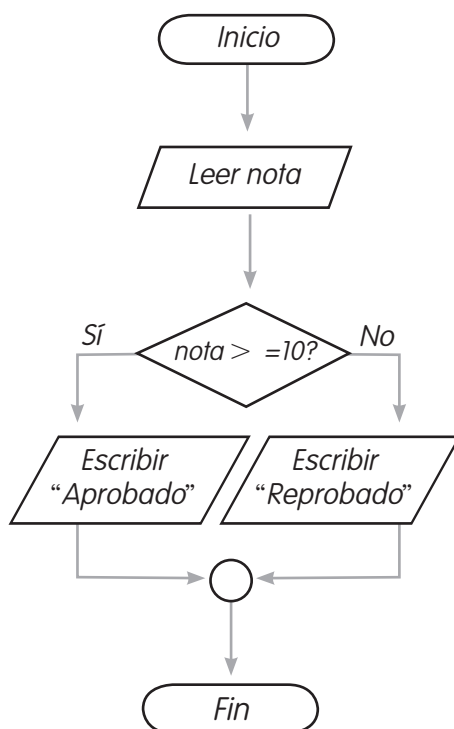 Inicio
Leer nota
Sí
nota > =10?
No
Escribir
“Aprobado”
Escribir
“Reprobado”
Fin